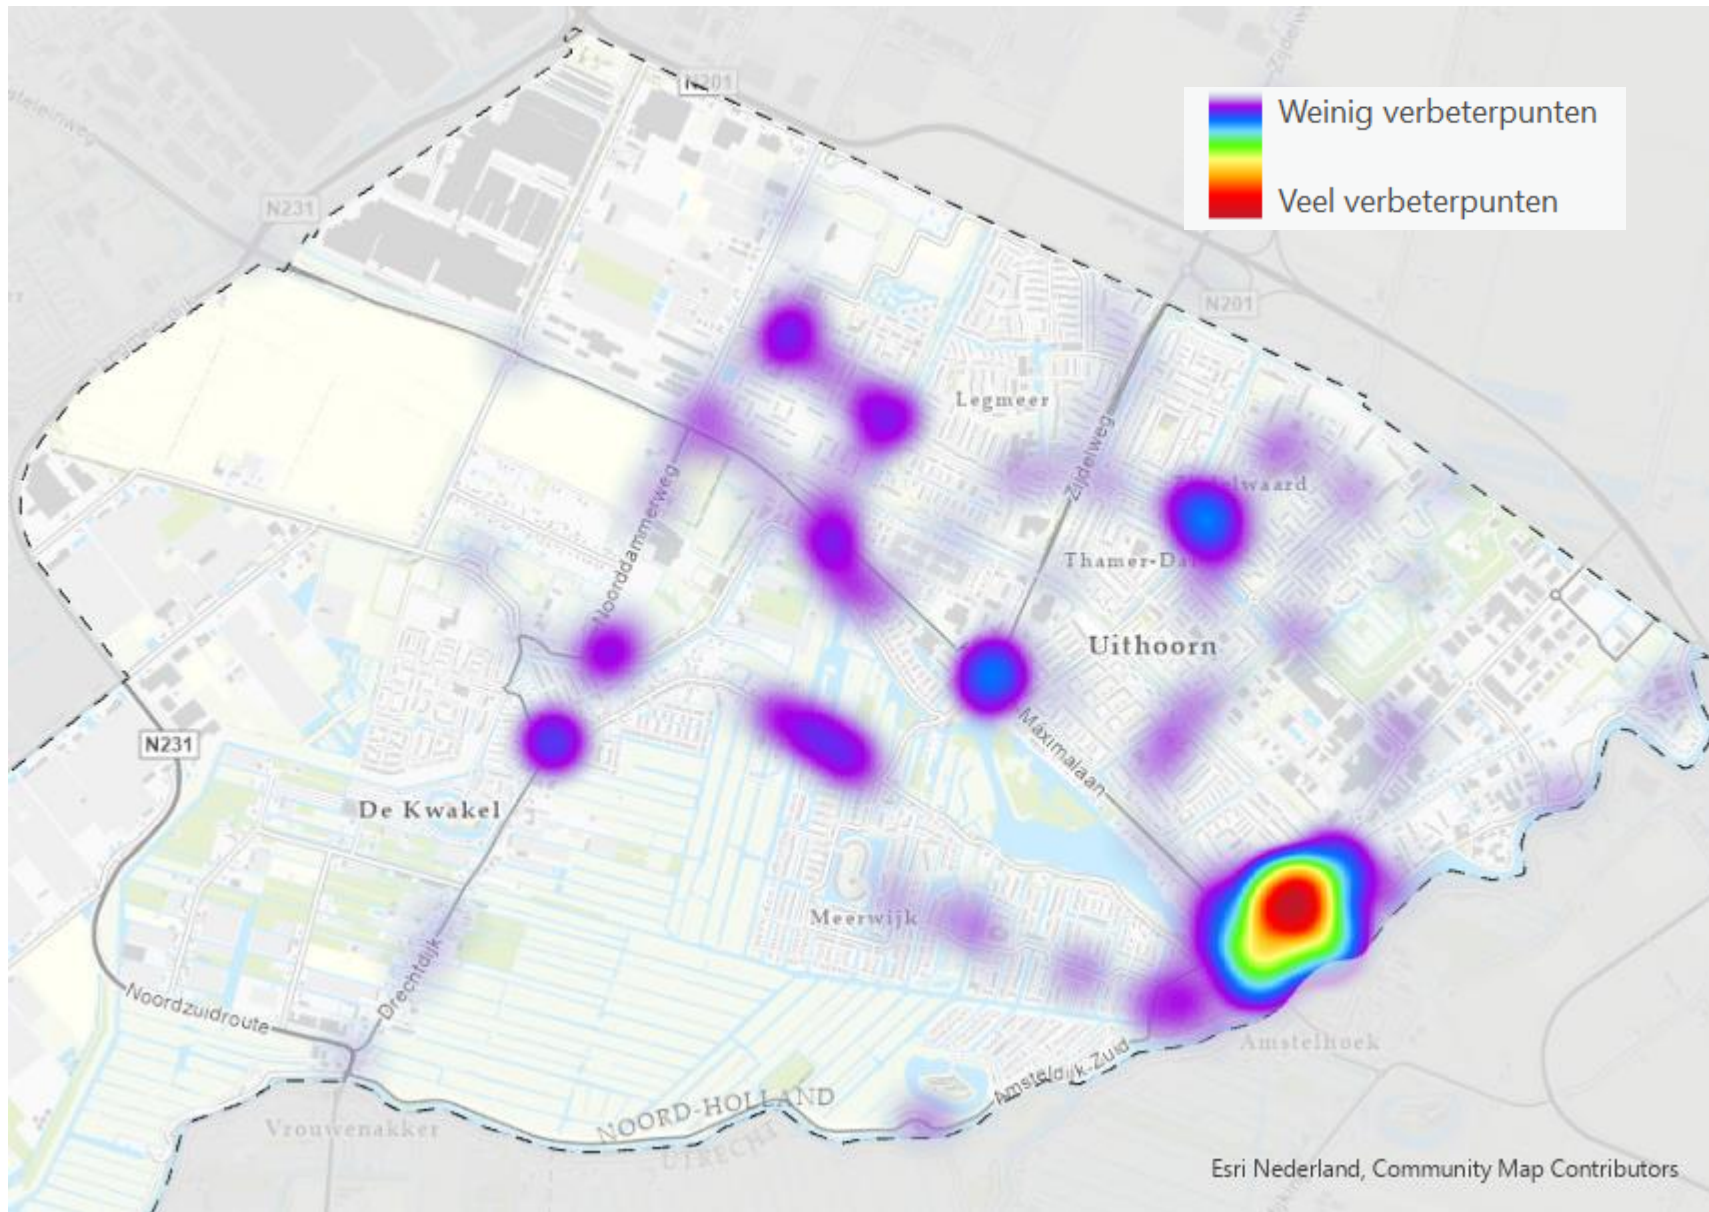 N201
Zijdelweg
Weinig verbeterpunten
Veel verbeterpunten
N231
N201
Legmeer
Zijdelweg
Noorddammerweg
Thamer-Da
Uithoorn
N231
Maximalaan
De Kwakel
Meerwijk
Drechtdijk
Noordzuidroute
Amstelhoek
Amsteldijk-Zuid
NOORD-HOLLAND
Vrouwenakker
UTRECHT
Esri Nederland, Community Map Contributors